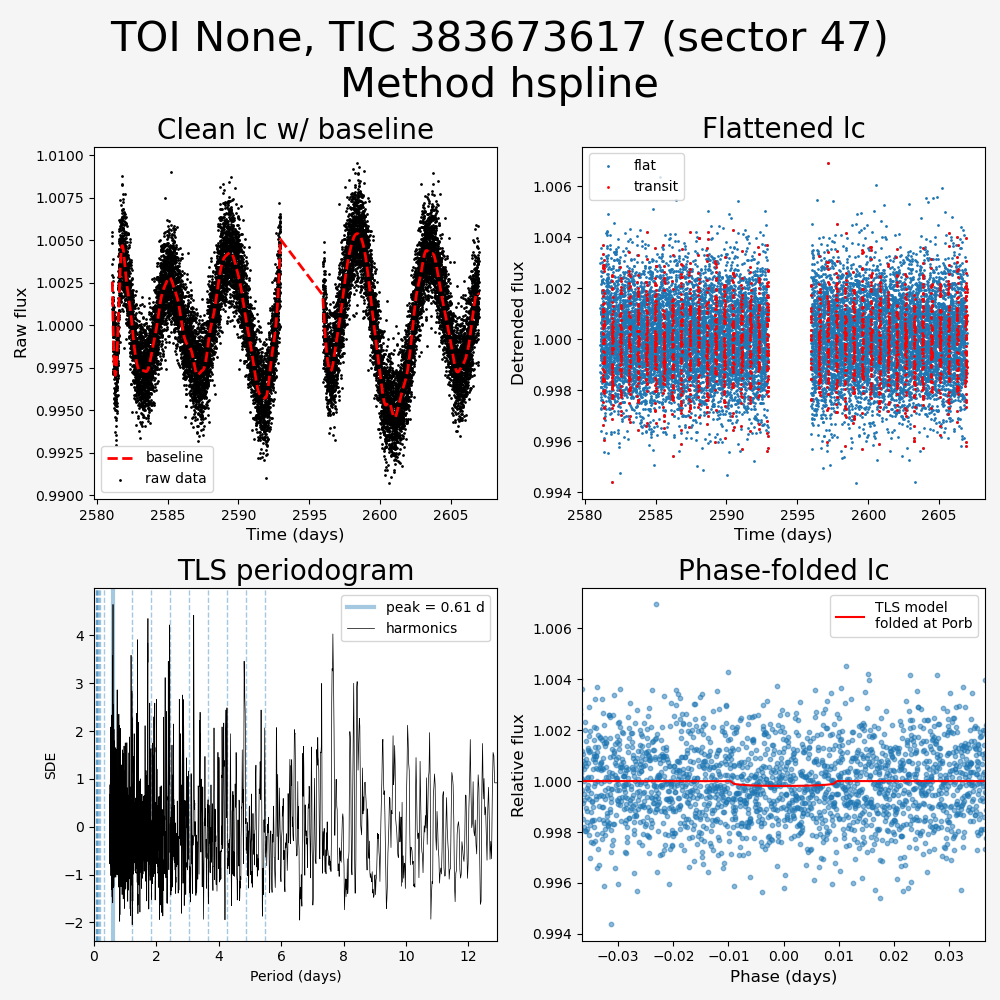 TOI None, TIC 383673617 (sector 47)
Method hspline
Clean lc w/ baseline
Raw flux
1.0100
1.0075
1.0050
1.0025
1.0000
0.9975
0.9950
0.9925
0.9900
baseline
raw data
2580
2585
2590
2595
2600
2605
Time (days)
Flattened lc
Detrended flux
1.006
1.004
1.002
1.000
0.998
0.996
0.994
flat
transit
2580
2585
2590
2595
2600
2605
Time (days)
TLS periodogram
SDE
4
3
2
1
0
−1
−2
peak = 0.61 d
harmonics
0
2
4
6
8
10
12
Period (days)
Phase-folded lc
Relative flux
1.006
1.004
1.002
1.000
0.998
0.996
0.994
TLS model
folded at Porb
−0.03
−0.02
−0.01
0.00
0.01
0.02
0.03
Phase (days)